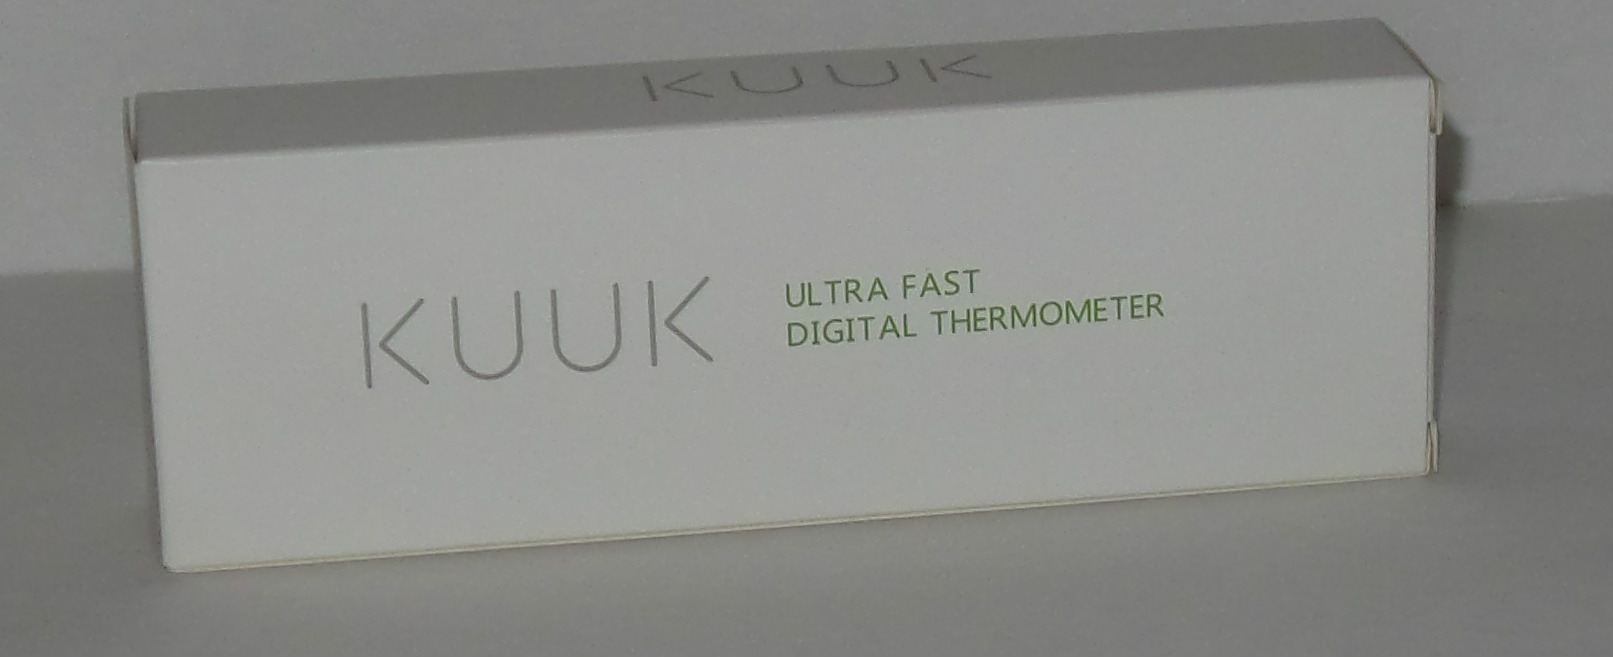 KUUK
KUUK
ULTRA FAST
DIGITAL THERMOMETER